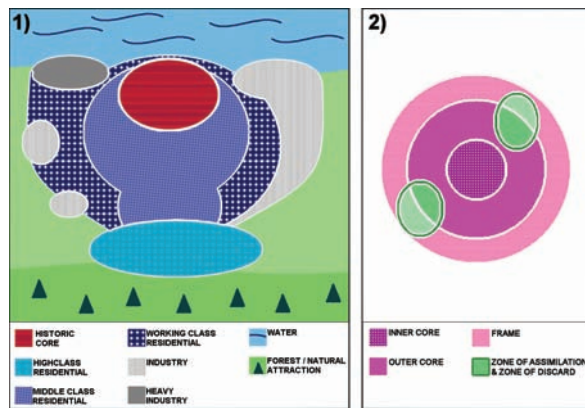 1)
2)
HISTORIC
CORE
WORKING CLASS
RESIDENTIAL
WATER
HIGHCLASS
RESIDENTIAL
INDUSTRY
FOREST / NATURAL
ATTRACTION
MIDDLE CLASS
RESIDENTIAL
HEAVY
INDUSTRY
INNER CORE
FRAME
OUTER CORE
ZONE OF ASSIMILATION
& ZONE OF DISCARD